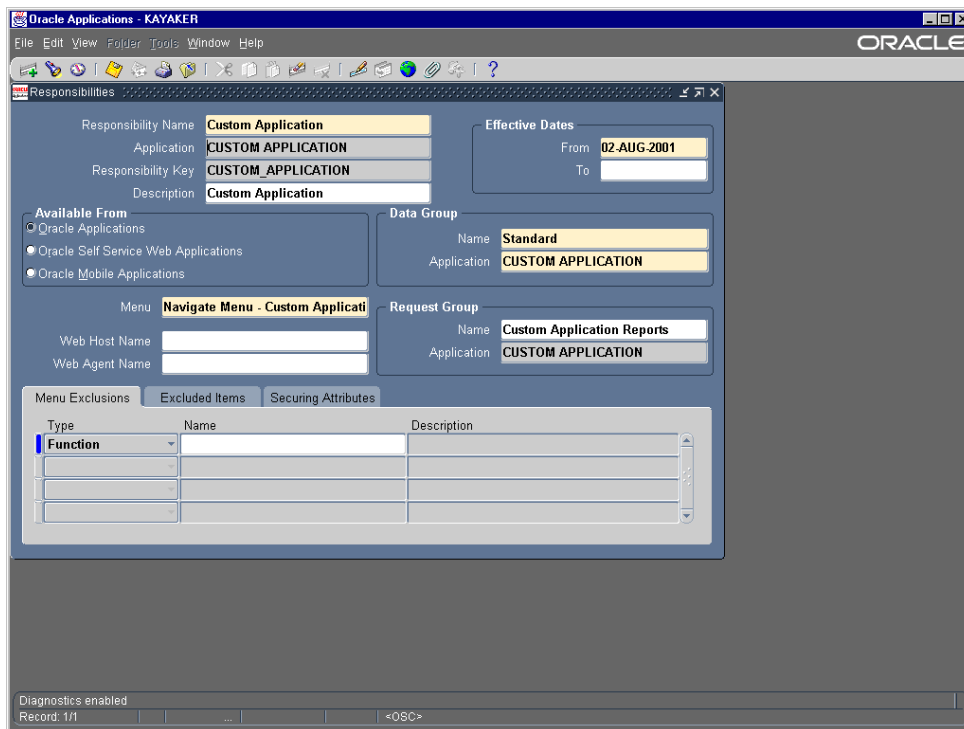 Oracle Applications - KAYAKER
File Edit View Folder Tools Window Help
ORACLE
Responsibilities
Responsibility Name Custom Application
Application CUSTOM APPLICATION
Responsibility Key CUSTOM_APPLICATION
Description Custom Application
Effective Dates
From 02-AUG-2001
To
Available From
Oracle Applications
Oracle Self Service Web Applications
Oracle Mobile Applications
Data Group
Name Standard
Application CUSTOM APPLICATION
Menu Navigate Menu - Custom Applicati
Web Host Name
Web Agent Name
Request Group
Name Custom Application Reports
Application CUSTOM APPLICATION
Menu Exclusions Excluded Items Securing Attributes
Type Name Description
Function
Diagnostics enabled
Record: 1/1 ... <OSC>